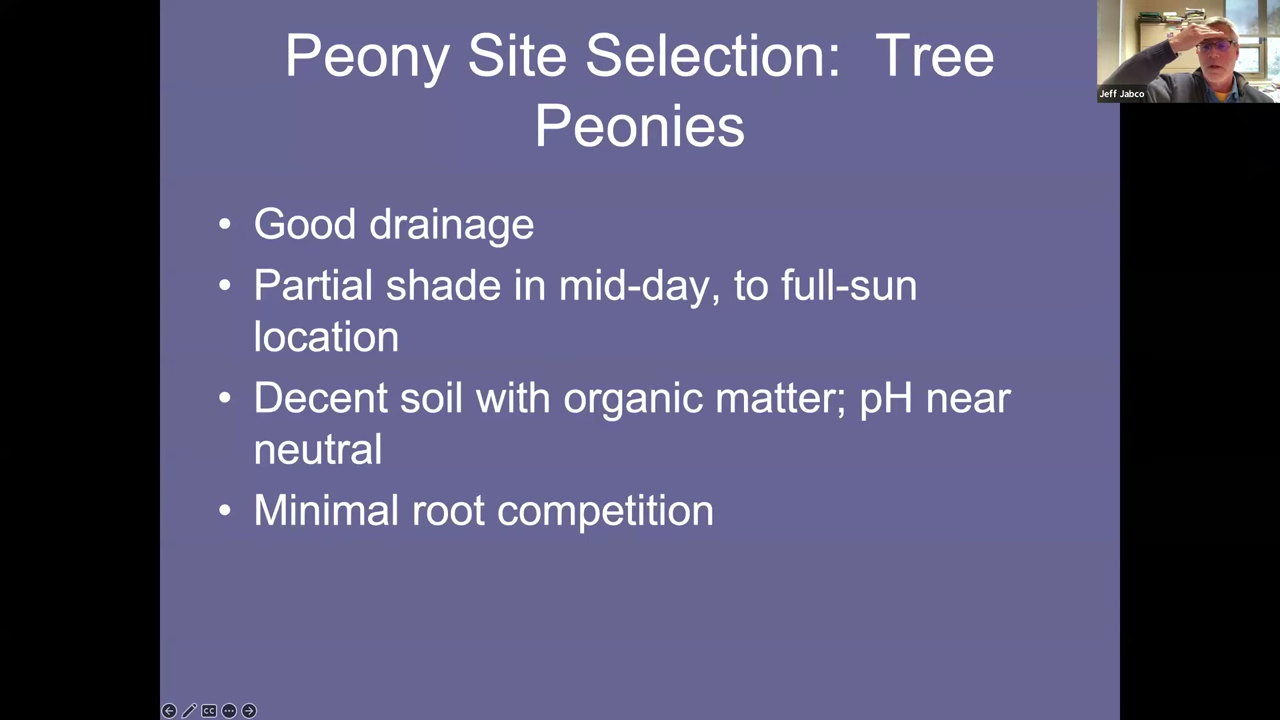 Peony Site Selection:  Tree
Peonies
Jeff Jabco
• Good drainage
• Partial shade in mid-day, to full-sun
location
• Decent soil with organic matter; pH near
neutral
• Minimal root competition
CC